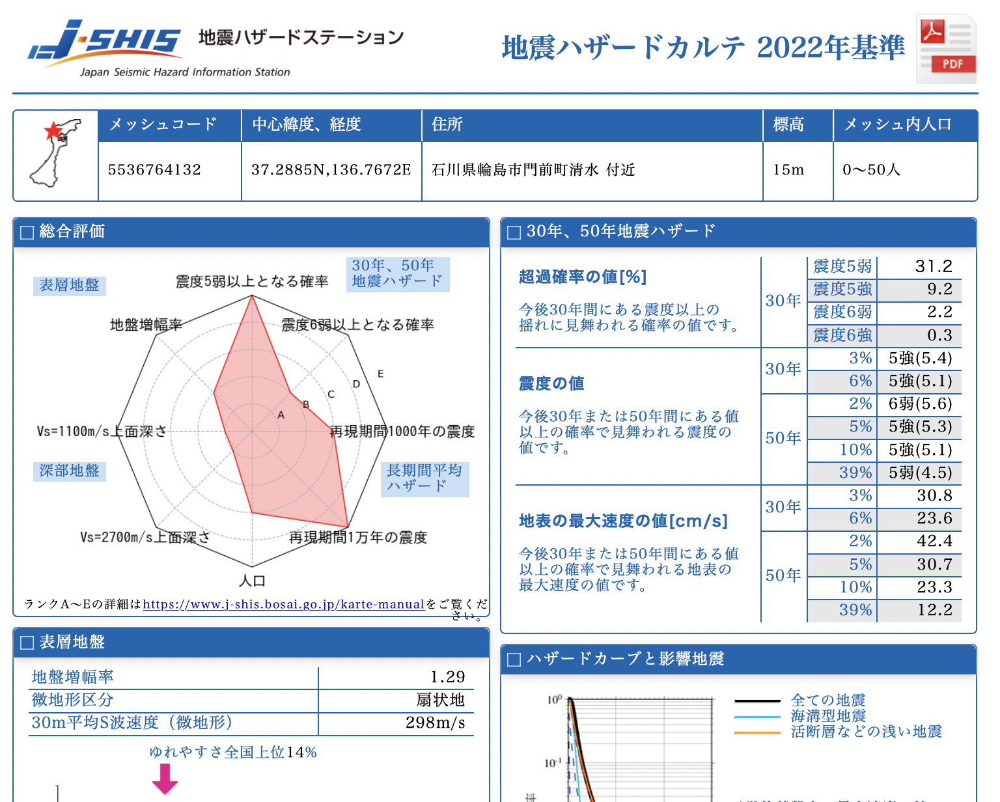 J-SHIS 地震ハザードステーション
Japan Seismic Hazard Information Station
地震ハザードカルテ 2022年基準
PDF
メッシュコード 中心緯度、経度 住所 標高 メッシュ内人口
5536764132 37.2885N,136.7672E 石川県輪島市門前町清水 付近 15m 0〜50人
□ 総合評価
表層地盤
30年、50年
地震ハザード
震度5弱以上となる確率
地盤増幅率
震度6弱以上となる確率
E
D
C
B
A
Vs=1100m/s上面深さ
再現期間1000年の震度
深部地盤
長期間平均
ハザード
Vs=2700m/s上面深さ
再現期間1万年の震度
人口
ランクA〜Eの詳細はhttps://www.j-shis.bosai.go.jp/karte-manualをご覧くだ
さい。
□ 表層地盤
地盤増幅率 1.29
微地形区分 扇状地
30m平均S波速度（微地形） 298m/s
ゆれやすさ全国上位14%
□ 30年、50年地震ハザード
超過確率の値[%]
今後30年間にある震度以上の
揺れに見舞われる確率の値です。
30年
震度5弱 31.2
震度5強 9.2
震度6弱 2.2
震度6強 0.3
震度の値
今後30年または50年間にある値
以上の確率で見舞われる震度の
値です。
30年
3% 5強(5.4)
6% 5強(5.1)
50年
2% 6弱(5.6)
5% 5強(5.3)
10% 5強(5.1)
39% 5弱(4.5)
地表の最大速度の値[cm/s]
今後30年または50年間にある値
以上の確率で見舞われる地表の
最大速度の値です。
30年
3% 30.8
6% 23.6
50年
2% 42.4
5% 30.7
10% 23.3
39% 12.2
□ ハザードカーブと影響地震
10⁰
10⁻¹
率
全ての地震
海溝型地震
活断層などの浅い地震